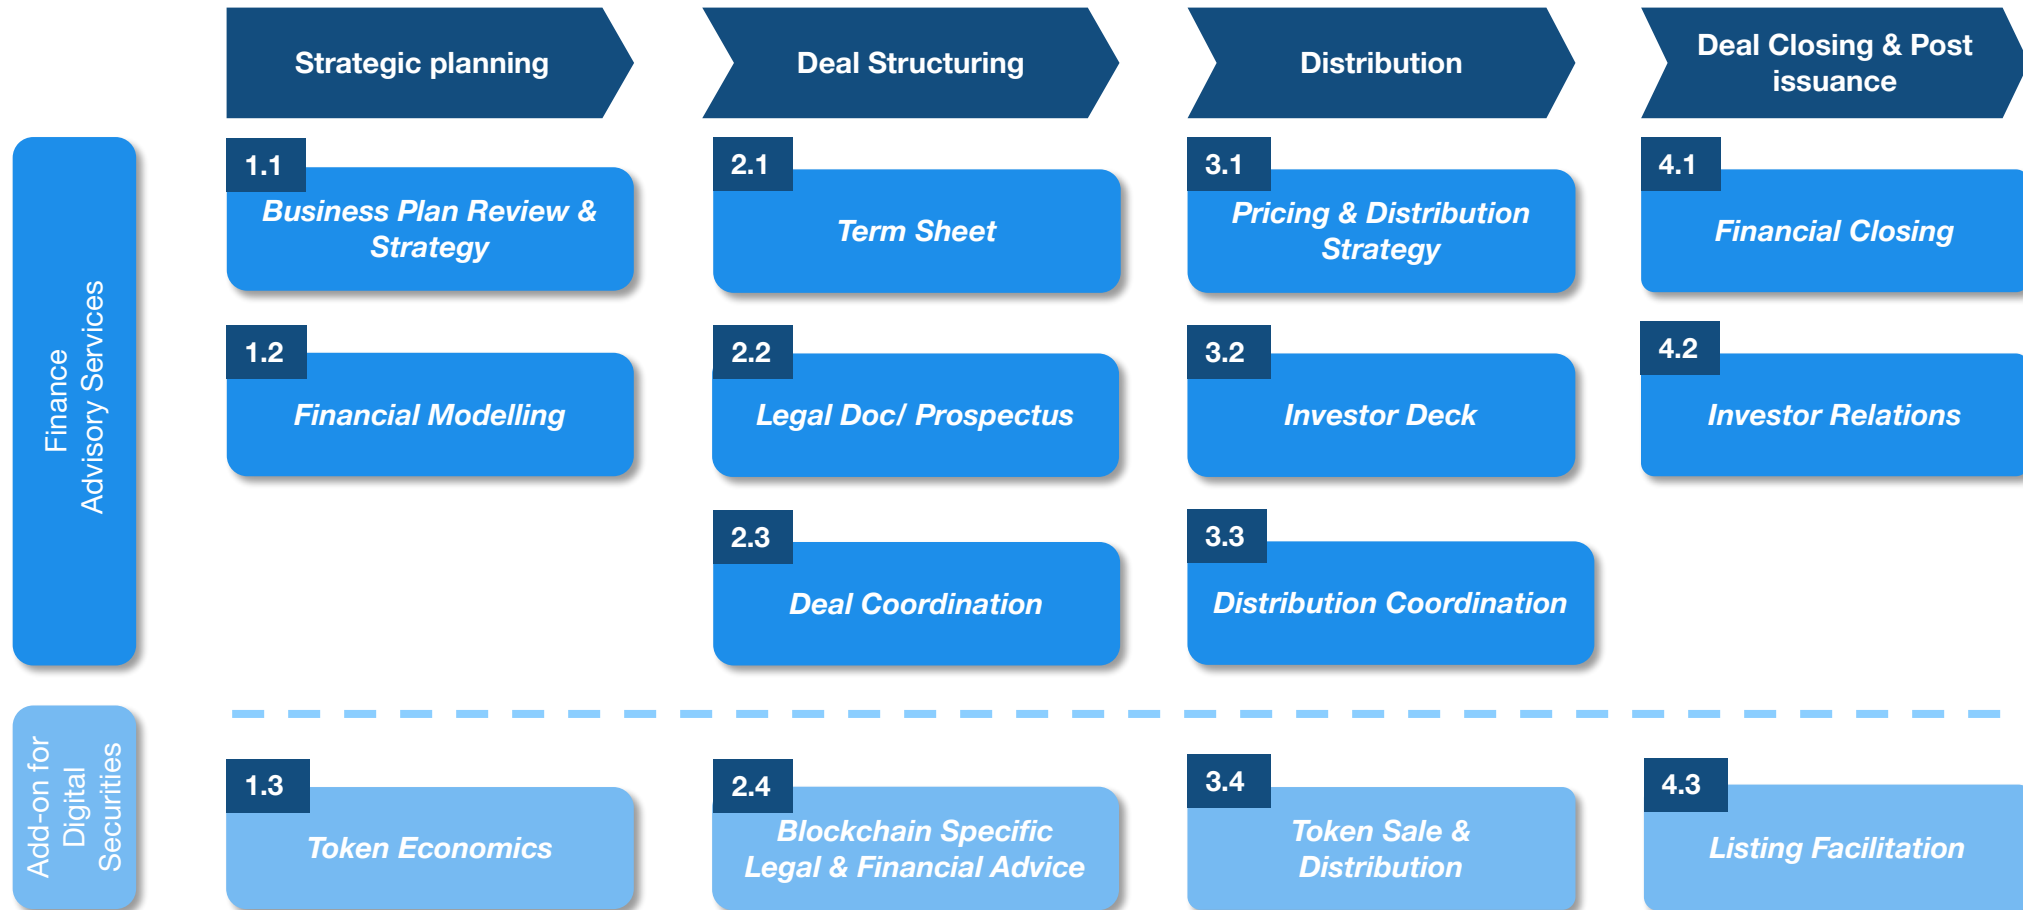 Strategic planning
Deal Structuring
Distribution
Deal Closing & Post
issuance
Finance
Advisory Services
1.1
Business Plan Review &
Strategy
2.1
Term Sheet
3.1
Pricing & Distribution
Strategy
4.1
Financial Closing
1.2
Financial Modelling
2.2
Legal Doc/ Prospectus
3.2
Investor Deck
4.2
Investor Relations
2.3
Deal Coordination
3.3
Distribution Coordination
Add-on for
Digital
Securities
1.3
Token Economics
2.4
Blockchain Specific
Legal & Financial Advice
3.4
Token Sale &
Distribution
4.3
Listing Facilitation